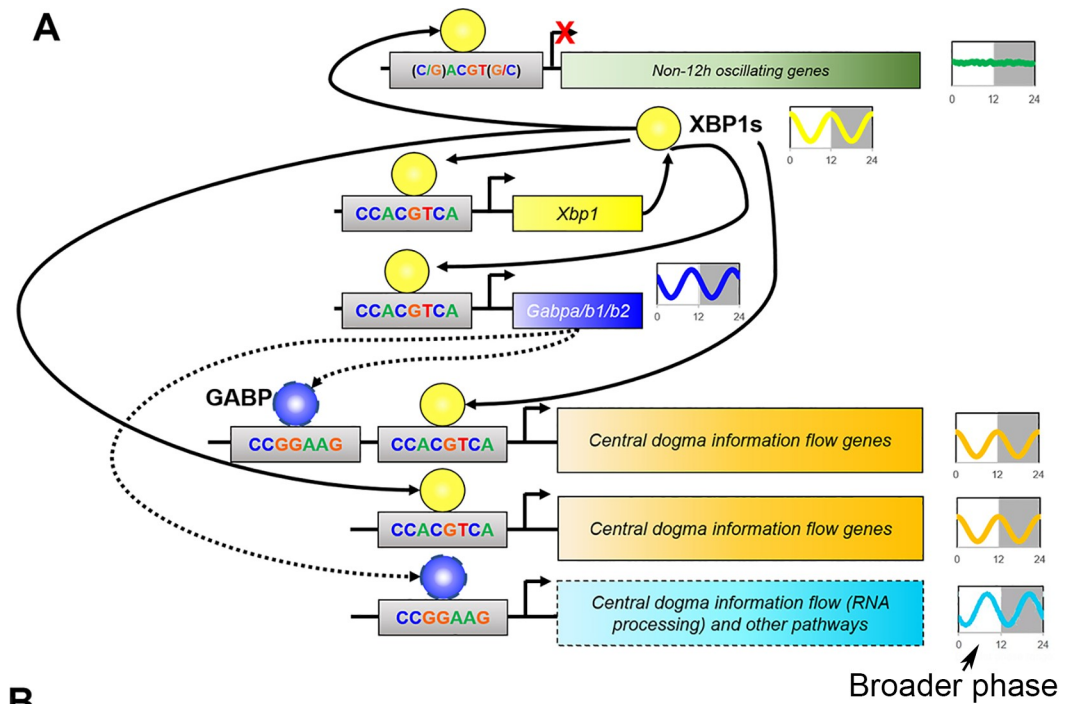 A
(C/G)ACGT(G/C)
X
Non-12h oscillating genes
0 12 24
XBP1s
0 12 24
CCACGTCA
Xbp1
CCACGTCA
Gabpa/b1/b2
0 12 24
GABP
CCGGAAG
CCACGTCA
Central dogma information flow genes
0 12 24
CCACGTCA
Central dogma information flow genes
0 12 24
CCGGAAG
Central dogma information flow (RNA
processing) and other pathways
0 12 24
Broader phase
B